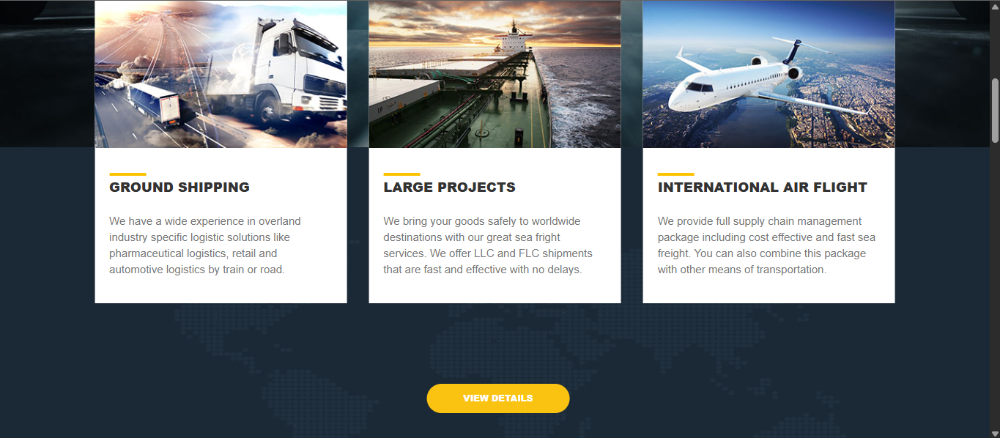 GROUND SHIPPING
We have a wide experience in overland
industry specific logistic solutions like
pharmaceutical logistics, retail and
automotive logistics by train or road.
LARGE PROJECTS
We bring your goods safely to worldwide
destinations with our great sea fright
services. We offer LLC and FLC shipments
that are fast and effective with no delays.
INTERNATIONAL AIR FLIGHT
We provide full supply chain management
package including cost effective and fast sea
freight. You can also combine this package
with other means of transportation.
VIEW DETAILS